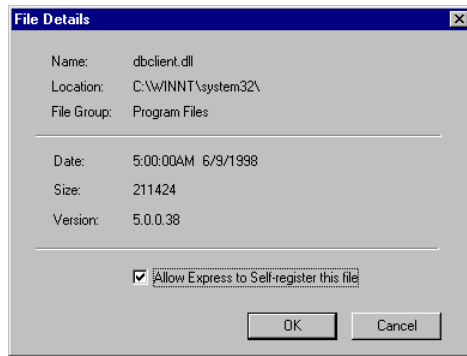 File Details
Name: dbclient.dll
Location: C:\WINNT\system32\
File Group: Program Files
Date: 5:00:00AM 6/9/1998
Size: 211424
Version: 5.0.0.38
Allow Express to Self-register this file
OK Cancel